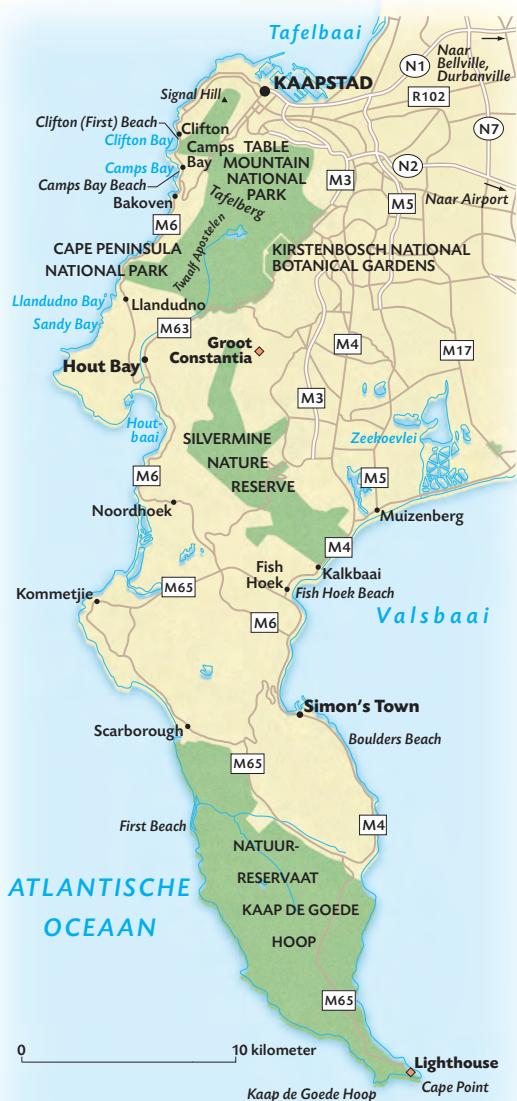 Tafelbaai
Naar
Bellville,
Durbanville
N1
KAAPSTAD
R102
Signal Hill
N7
Clifton (First) Beach
Clifton
Clifton Bay
Camps
Bay
TABLE
MOUNTAIN
NATIONAL
PARK
N2
Camps Bay
Camps Bay Beach
M3
Naar Airport
Bakoven
Tafelberg
M5
M6
Twaalf Apostelen
CAPE PENINSULA
NATIONAL PARK
KIRSTENBOSCH NATIONAL
BOTANICAL GARDENS
Llandudno Bay
Llandudno
Sandy Bay
M63
Groot
Constantia
M4
M17
Hout Bay
M3
Hout-
baai
SILVERMINE
NATURE
RESERVE
Zeekoevlei
M6
M5
Noordhoek
Muizenberg
M4
Fish
Hoek
Kalkbaai
M65
Fish Hoek Beach
Kommetjie
Valsbaai
M6
Simon's Town
Scarborough
Boulders Beach
M65
First Beach
M4
NATUUR-
RESERVAAT
KAAP DE GOEDE
HOOP
ATLANTISCHE
OCEAAN
M65
0 10 kilometer
Lighthouse
Cape Point
Kaap de Goede Hoop